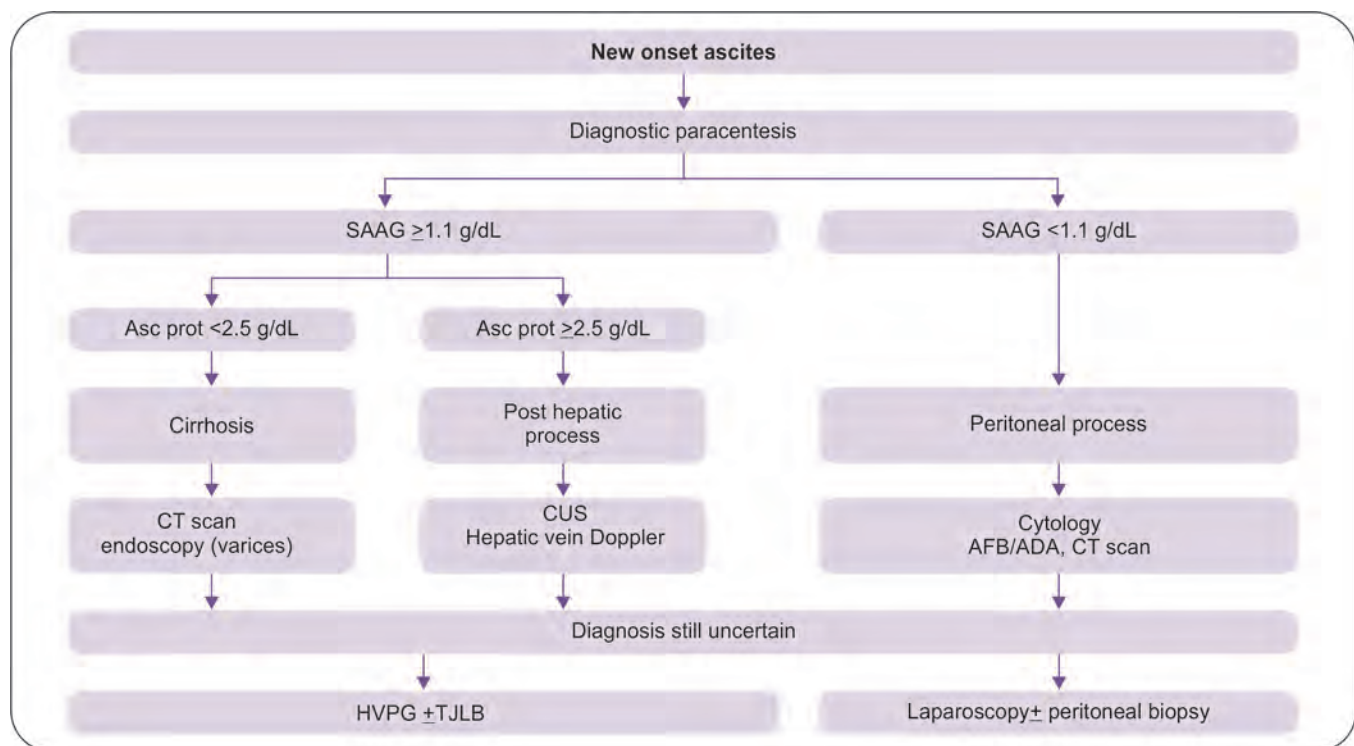 New onset ascites
Diagnostic paracentesis
SAAG ≥1.1 g/dL
SAAG <1.1 g/dL
Asc prot <2.5 g/dL
Asc prot ≥2.5 g/dL
Cirrhosis
Post hepatic
process
Peritoneal process
CT scan
endoscopy (varices)
CUS
Hepatic vein Doppler
Cytology
AFB/ADA, CT scan
Diagnosis still uncertain
HVPG ±TJLB
Laparoscopy± peritoneal biopsy